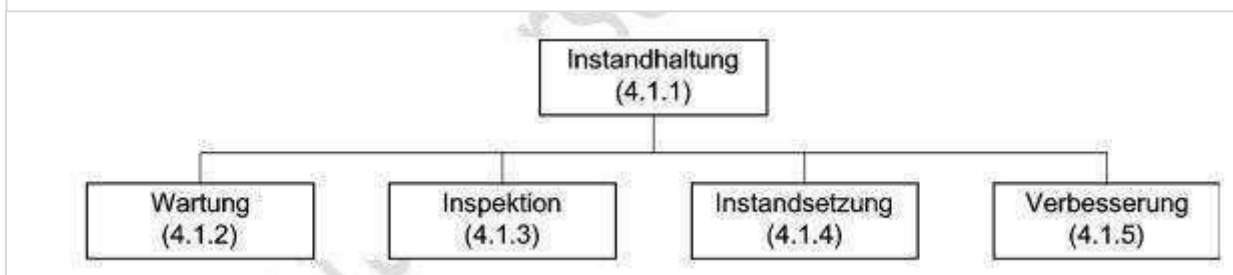 Instandhaltung
(4.1.1)
Wartung
(4.1.2)
Inspektion
(4.1.3)
Instandsetzung
(4.1.4)
Verbesserung
(4.1.5)